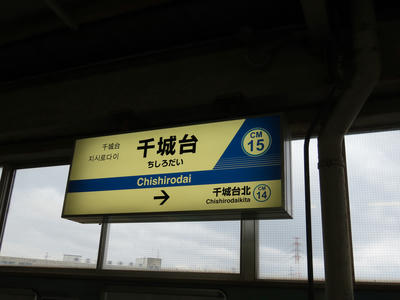 千城台
지시로다이
千城台
ちしろだい
CM
15
Chishirodai
→
千城台北
Chishirodaikita
CM
14